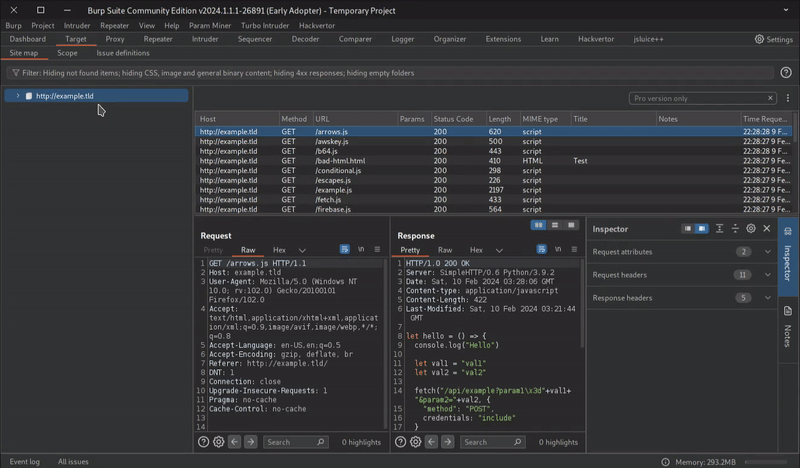 Burp Suite Community Edition v2024.1.1.1-26891 (Early Adopter) - Temporary Project
Burp Project Intruder Repeater View Help Param Miner Turbo Intruder Hackvertor
Dashboard Target Proxy Repeater Intruder Sequencer Decoder Comparer Logger Organizer Extensions Learn Hackvertor jsluice++ Settings
Site map Scope Issue definitions
Filter: Hiding not found items; hiding CSS, image and general binary content; hiding 4xx responses; hiding empty folders
http://example.tld
Pro version only
Host Method URL Params Status Code Length MIME type Title Notes Time Reque...
http://example.tld GET /arrows.js 200 620 script 22:28:28 9 Fe...
http://example.tld GET /awskey.js 200 500 script 22:28:27 9 Fe...
http://example.tld GET /b64.js 200 443 script 22:28:28 9 Fe...
http://example.tld GET /bad-html.html 200 410 HTML Test 22:28:27 9 Fe...
http://example.tld GET /conditional.js 200 298 script 22:28:28 9 Fe...
http://example.tld GET /escapes.js 200 226 script 22:28:28 9 Fe...
http://example.tld GET /example.js 200 2197 script 22:28:27 9 Fe...
http://example.tld GET /fetch.js 200 433 script 22:28:28 9 Fe...
http://example.tld GET /firebase.js 200 564 script 22:28:27 9 Fe...
Request
Pretty Raw Hex \n
1 GET /arrows.js HTTP/1.1
2 Host: example.tld
3 User-Agent: Mozilla/5.0 (Windows NT
10.0; rv:102.0) Gecko/20100101
Firefox/102.0
4 Accept:
text/html,application/xhtml+xml,application/xml;q=0.9,image/avif,image/webp,*/*;
q=0.8
5 Accept-Language: en-US,en;q=0.5
6 Accept-Encoding: gzip, deflate, br
7 Referer: http://example.tld/
8 DNT: 1
9 Connection: close
10 Upgrade-Insecure-Requests: 1
11 Pragma: no-cache
12 Cache-Control: no-cache
13
14
Search 0 highlights
Response
Pretty Raw Hex \n
1 HTTP/1.0 200 OK
2 Server: SimpleHTTP/0.6 Python/3.9.2
3 Date: Sat, 10 Feb 2024 03:28:06 GMT
4 Content-type: application/javascript
5 Content-Length: 422
6 Last-Modified: Sat, 10 Feb 2024 03:21:44
GMT
7
8 let hello = () => {
9 console.log("Hello")
10
11 let val1 = "val1"
12 let val2 = "val2"
13
14 fetch("/api/example?param1\x3d"+val1+
"&param2="+val2, {
15 "method": "POST",
16 credentials: "include"
17 }
Search 0 highlights
Inspector
Request attributes 2
Request headers 11
Response headers 5
Inspector
Notes
Event log All issues
Memory: 293.2MB